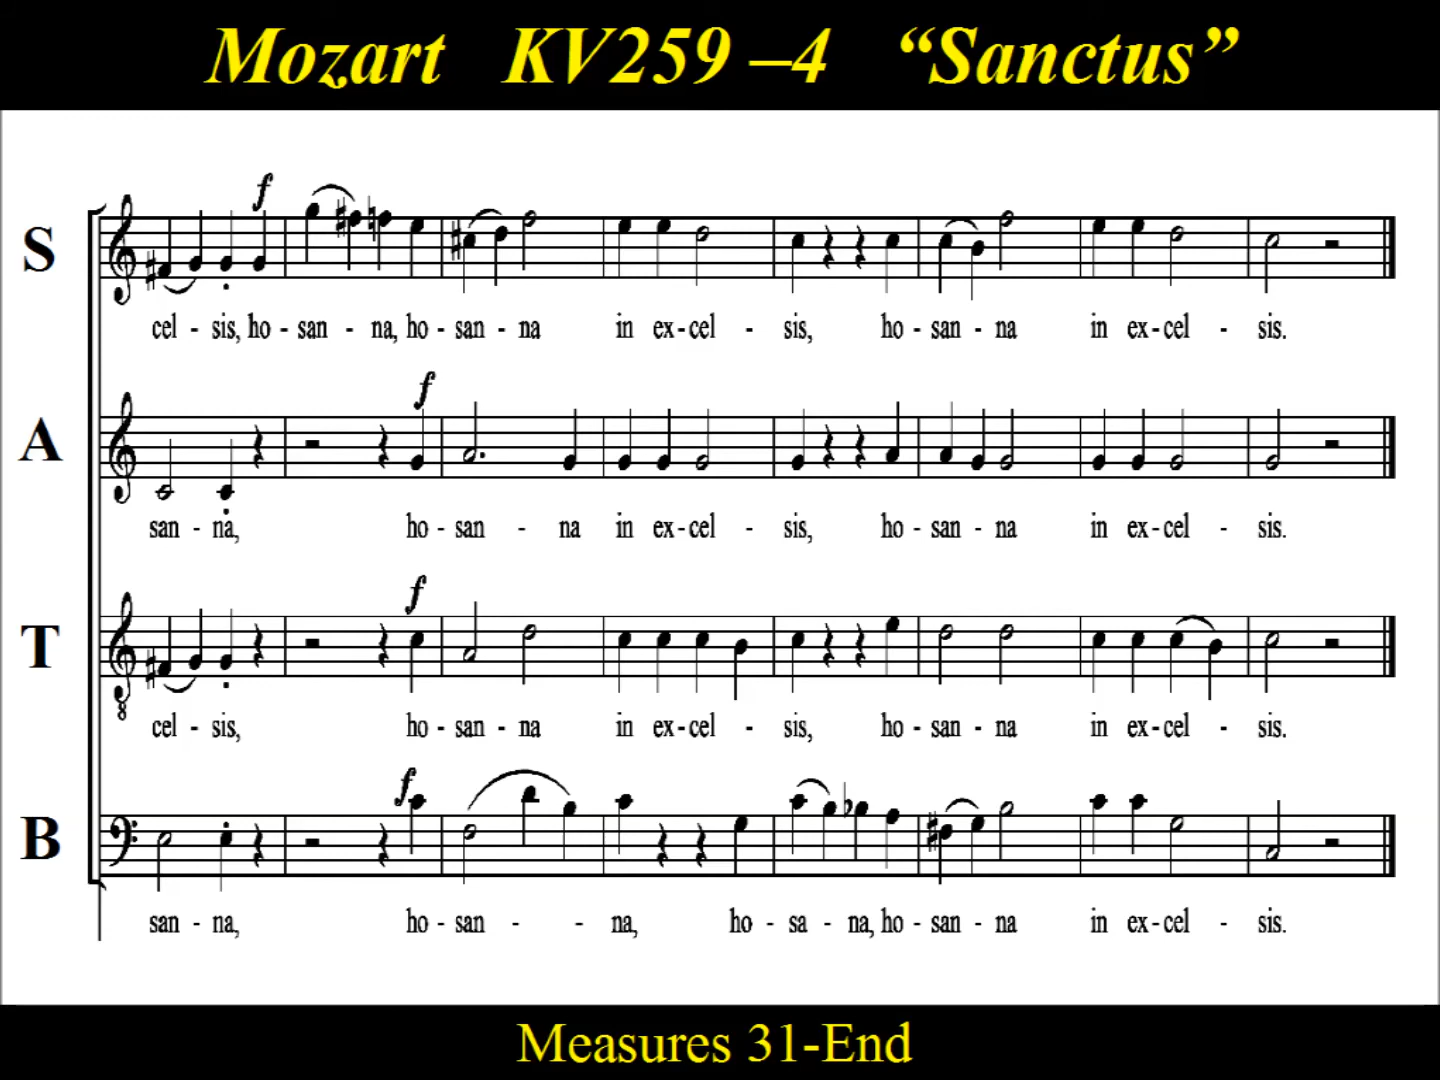 Mozart KV259 –4 “Sanctus”
f
S
cel - sis, ho - san - na, ho - san - na in ex - cel - sis, ho - san - na in ex - cel - sis.
f
A
san - na, ho - san - na in ex - cel - sis, ho - san - na in ex - cel - sis.
f
T
8
cel - sis, ho - san - na in ex - cel - sis, ho - san - na in ex - cel - sis.
f
B
san - na, ho - san - - na, ho - sa - na, ho - san - na in ex - cel - sis.
Measures 31-End